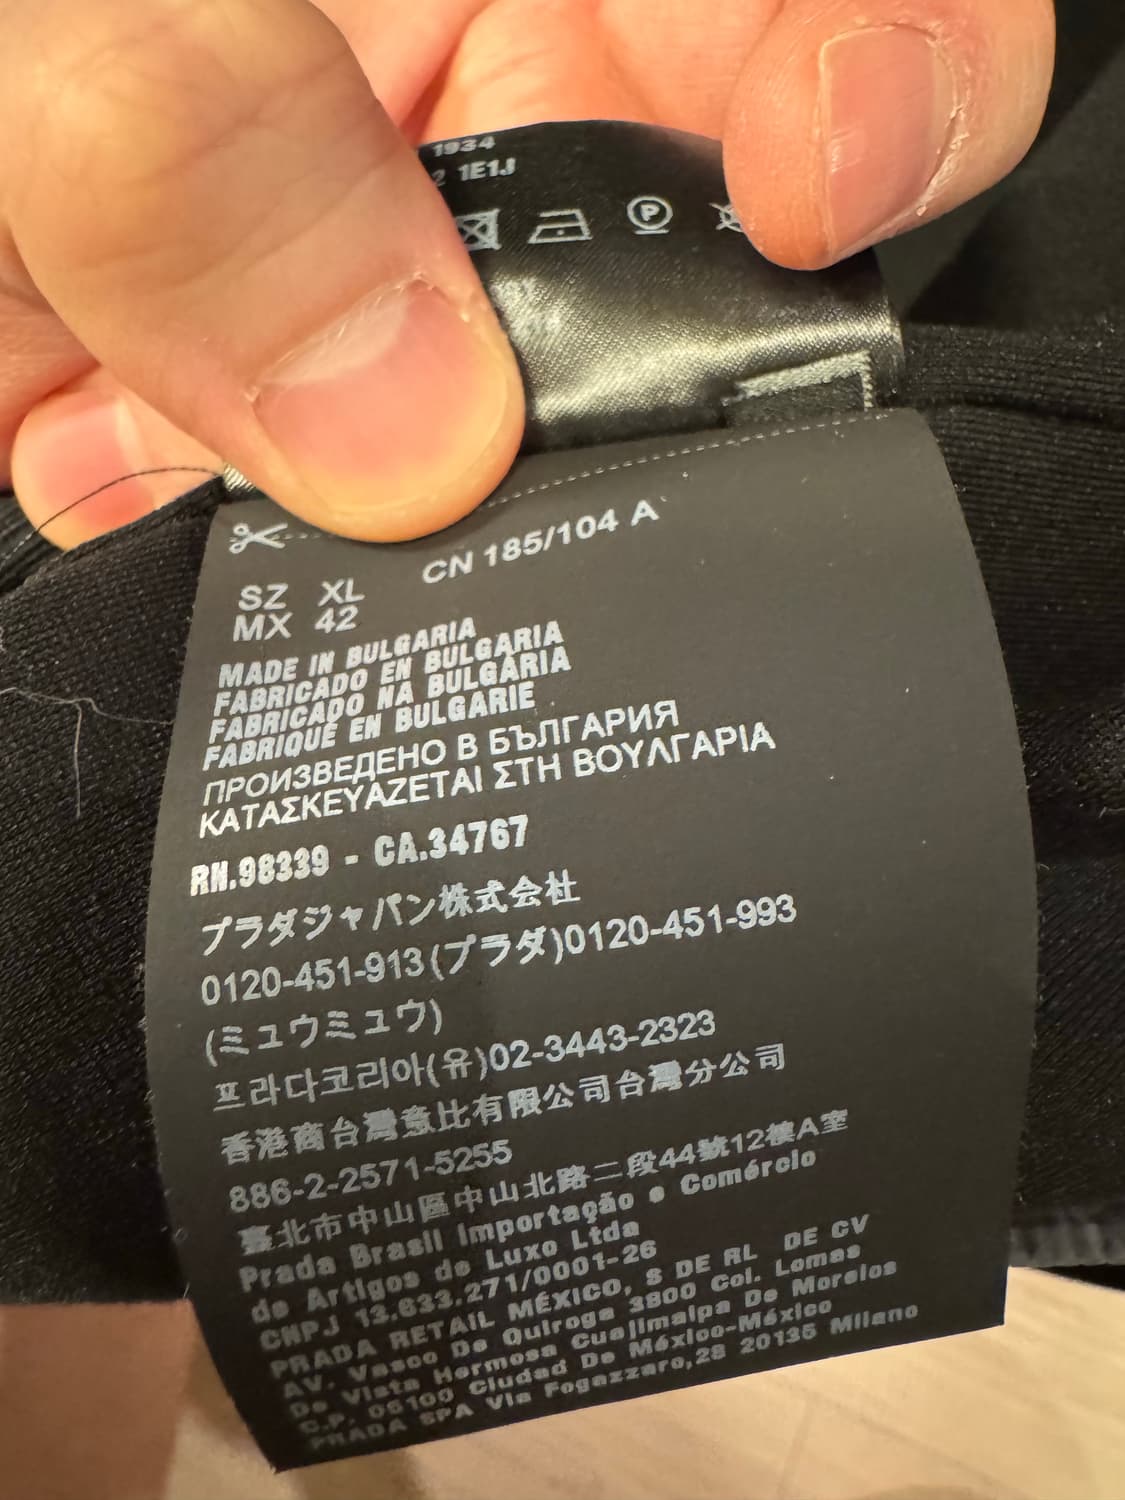 1934
2 1E1J
P
CN 185/104 A
SZ XL
MX 42
MADE IN BULGARIA
FABRICADO EN BULGARIA
FABRICADO NA BULGÁRIA
FABRIQUÉ EN BULGARIE
ПРОИЗВЕДЕНО В БЪЛГАРИЯ
ΚΑΤΑΣΚΕΥΑΖΕΤΑΙ ΣΤΗ ΒΟΥΛΓΑΡΙΑ
RN.98339 - CA.34767
プラダジャパン株式会社
0120-451-913(プラダ)0120-451-993
(ミュウミュウ)
프라다코리아(유)02-3443-2323
香港商台灣意比有限公司台灣分公司
886-2-2571-5255
臺北市中山區中山北路二段44號12樓A室
Prada Brasil Importação e Comércio
de Artigos de Luxo Ltda
CNPJ 13.633.271/0001-26
PRADA RETAIL MÉXICO, S DE RL DE CV
AV. Vasco De Quiroga 3800 Col. Lomas
De Vista Hermosa Cuajimalpa De Morelos
C.P. 05100 Ciudad De México-México
PRADA SPA Via Fogazzaro,28 20135 Milano